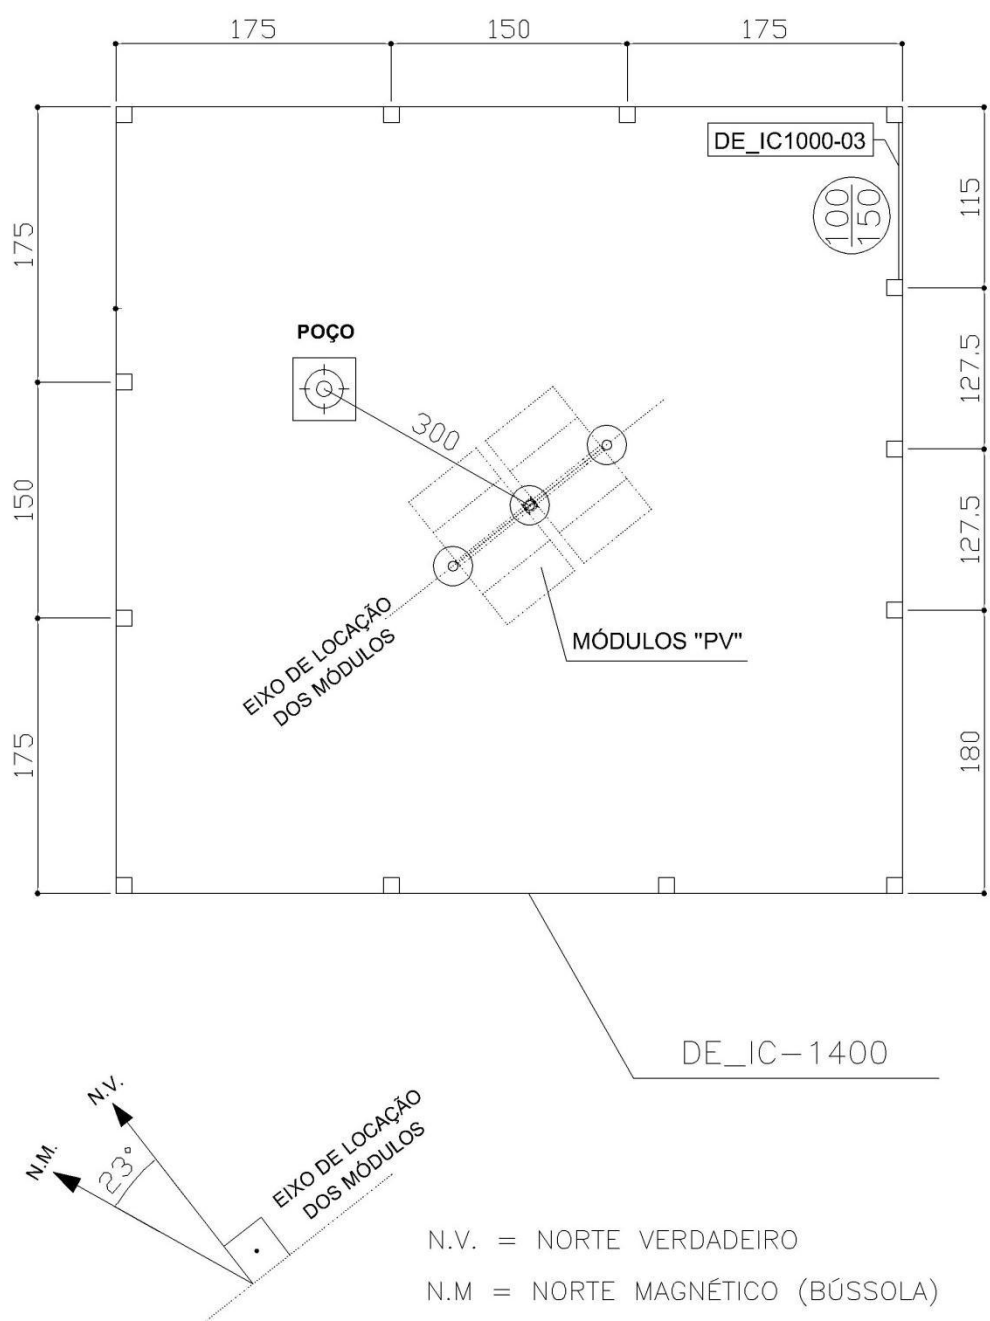 175
150
175
DE_IC1000-03
100
150
115
175
POÇO
127.5
300
150
127.5
EIXO DE LOCAÇÃO
DOS MÓDULOS
MÓDULOS "PV"
175
180
DE_IC-1400
N.V.
N.M.
23°
EIXO DE LOCAÇÃO
DOS MÓDULOS
N.V. = NORTE VERDADEIRO
N.M = NORTE MAGNÉTICO (BÚSSOLA)